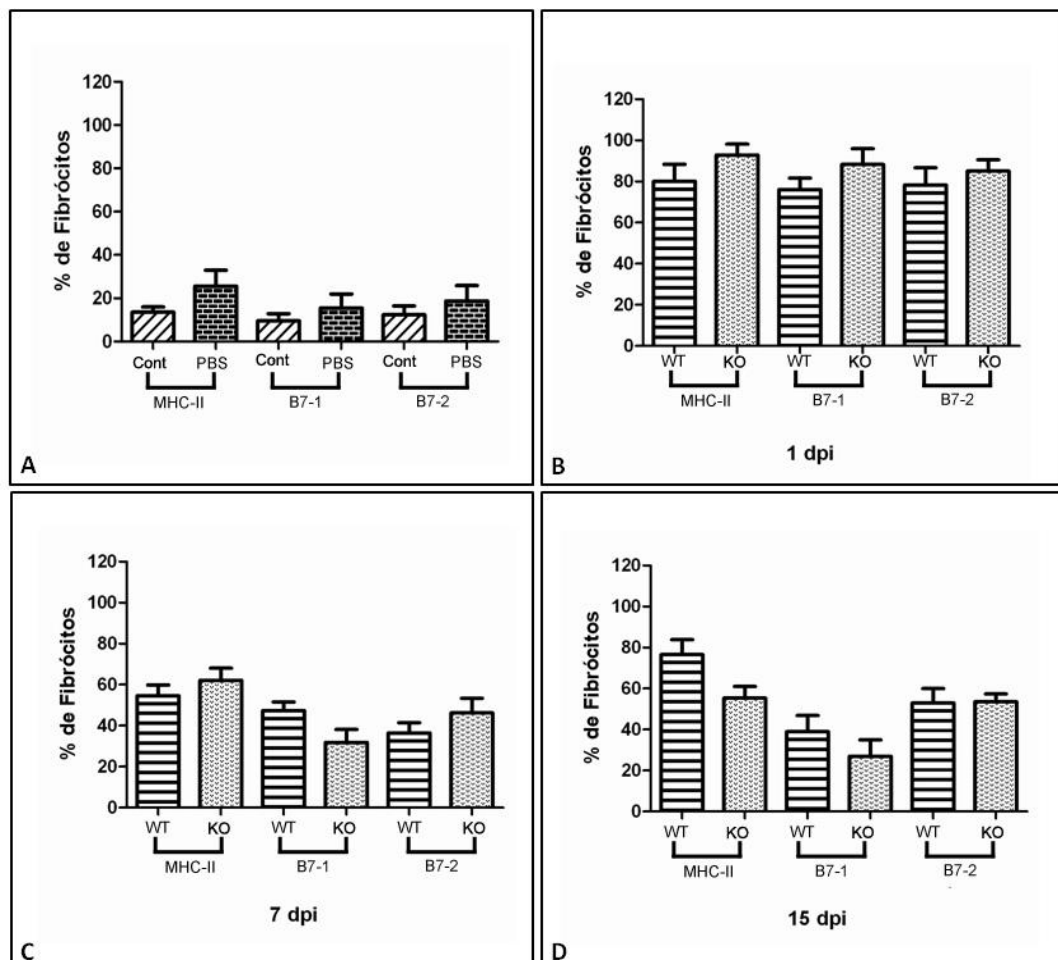 % de Fibrócitos
120
100
80
60
40
20
0
Cont PBS Cont PBS Cont PBS
MHC-II B7-1 B7-2
A
% de Fibrócitos
120
100
80
60
40
20
0
WT KO WT KO WT KO
MHC-II B7-1 B7-2
1 dpi
B
% de Fibrócitos
120
100
80
60
40
20
0
WT KO WT KO WT KO
MHC-II B7-1 B7-2
7 dpi
C
% de Fibrócitos
120
100
80
60
40
20
0
WT KO WT KO WT KO
MHC-II B7-1 B7-2
15 dpi
D